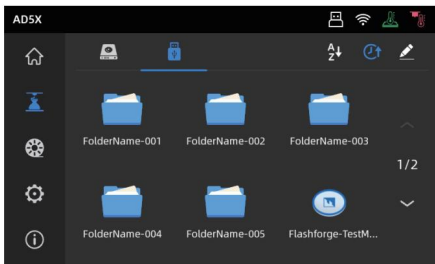 AD5X
A
Z
FolderName-001 FolderName-002 FolderName-003
1/2
FolderName-004 FolderName-005 Flashforge-TestM...